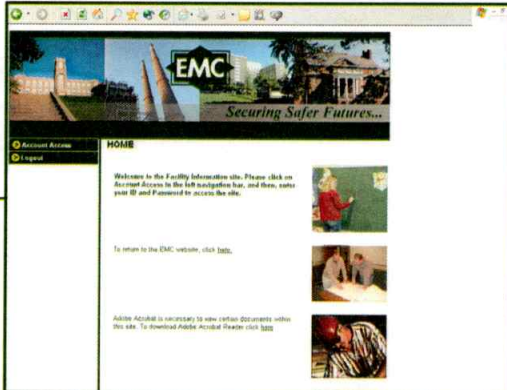 EMC
Securing Safer Futures...
Account Access
HOME
Logout
Welcome to the Facility Information site. Please click on
Account Access to the left navigation bar, and then, enter
your ID and Password to access the site.
To return to the EMC website, click here.
Adobe Acrobat is necessary to view certain documents within
this site. To download Adobe Acrobat Reader click here